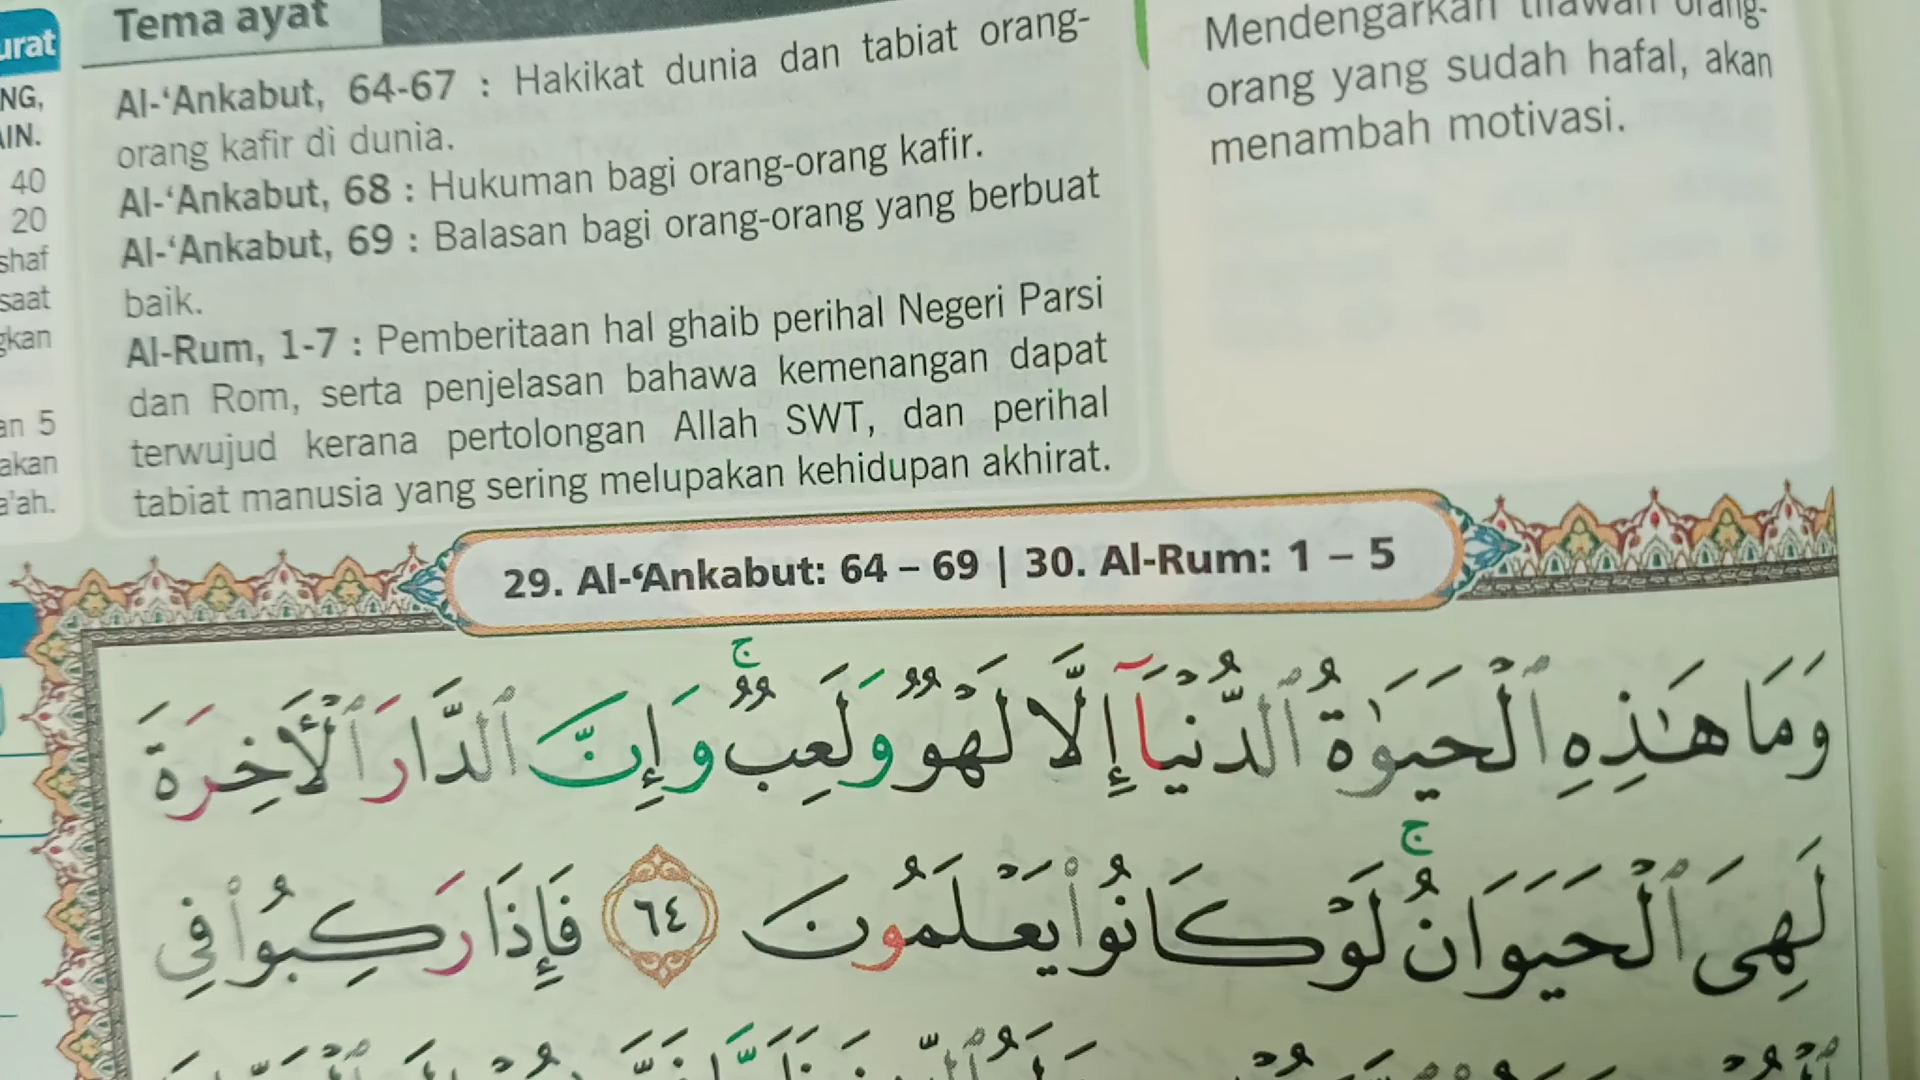 urat
NG,
AIN.
40
20
shaf
saat
gkan
an 5
akan
a'ah.
Tema ayat
Al-‘Ankabut, 64-67 : Hakikat dunia dan tabiat orang-
orang kafir di dunia.
Al-‘Ankabut, 68 : Hukuman bagi orang-orang kafir.
Al-‘Ankabut, 69 : Balasan bagi orang-orang yang berbuat
baik.
Al-Rum, 1-7 : Pemberitaan hal ghaib perihal Negeri Parsi
dan Rom, serta penjelasan bahawa kemenangan dapat
terwujud kerana pertolongan Allah SWT, dan perihal
tabiat manusia yang sering melupakan kehidupan akhirat.
Mendengarkan tilawah orang-
orang yang sudah hafal, akan
menambah motivasi.
29. Al-‘Ankabut: 64 – 69 | 30. Al-Rum: 1 – 5
وَمَا هَٰذِهِ ٱلْحَيَوٰةُ ٱلدُّنْيَآ إِلَّا لَهْوٌ وَلَعِبٌ ۚ وَإِنَّ ٱلدَّارَ ٱلْأَخِرَةَ
لَهِىَ ٱلْحَيَوَانُ ۚ لَوْ كَانُوا۟ يَعْلَمُونَ ٦٤ فَإِذَا رَكِبُوا۟ فِى